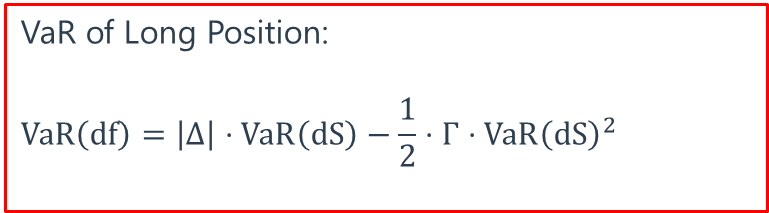 VaR of Long Position:
VaR(df) = |Δ| · VaR(dS) − 1/2 · Γ · VaR(dS)²